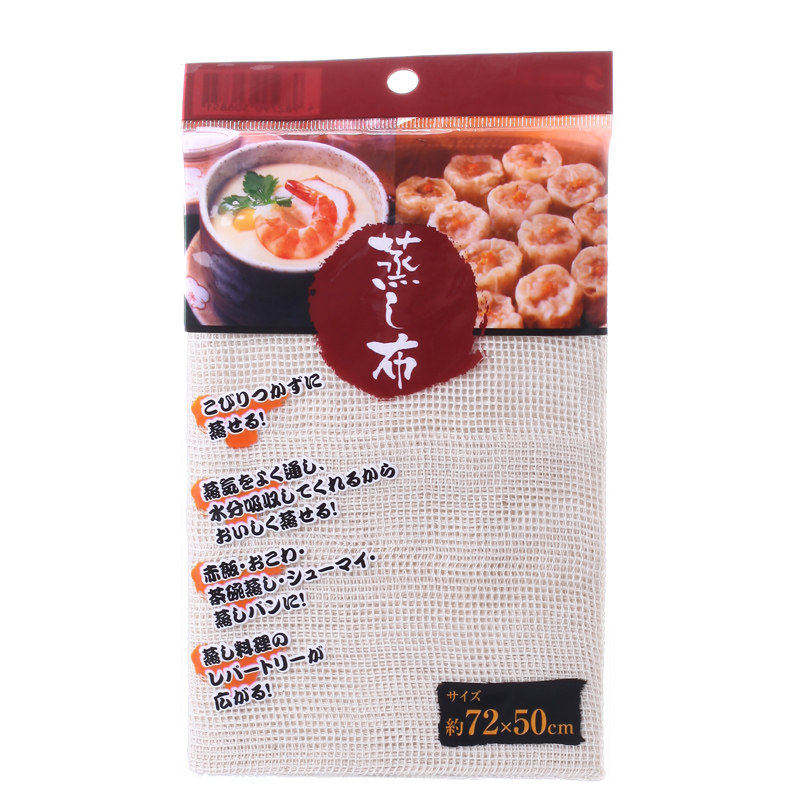 蒸し布
こびりつかずに
蒸せる!
蒸気をよく通し、
水分吸収してくれるから
おいしく蒸せる!
赤飯・おこわ・
茶碗蒸し・シューマイ・
蒸しパンに!
蒸し料理の
レパートリーが
広がる!
サイズ
約72×50cm